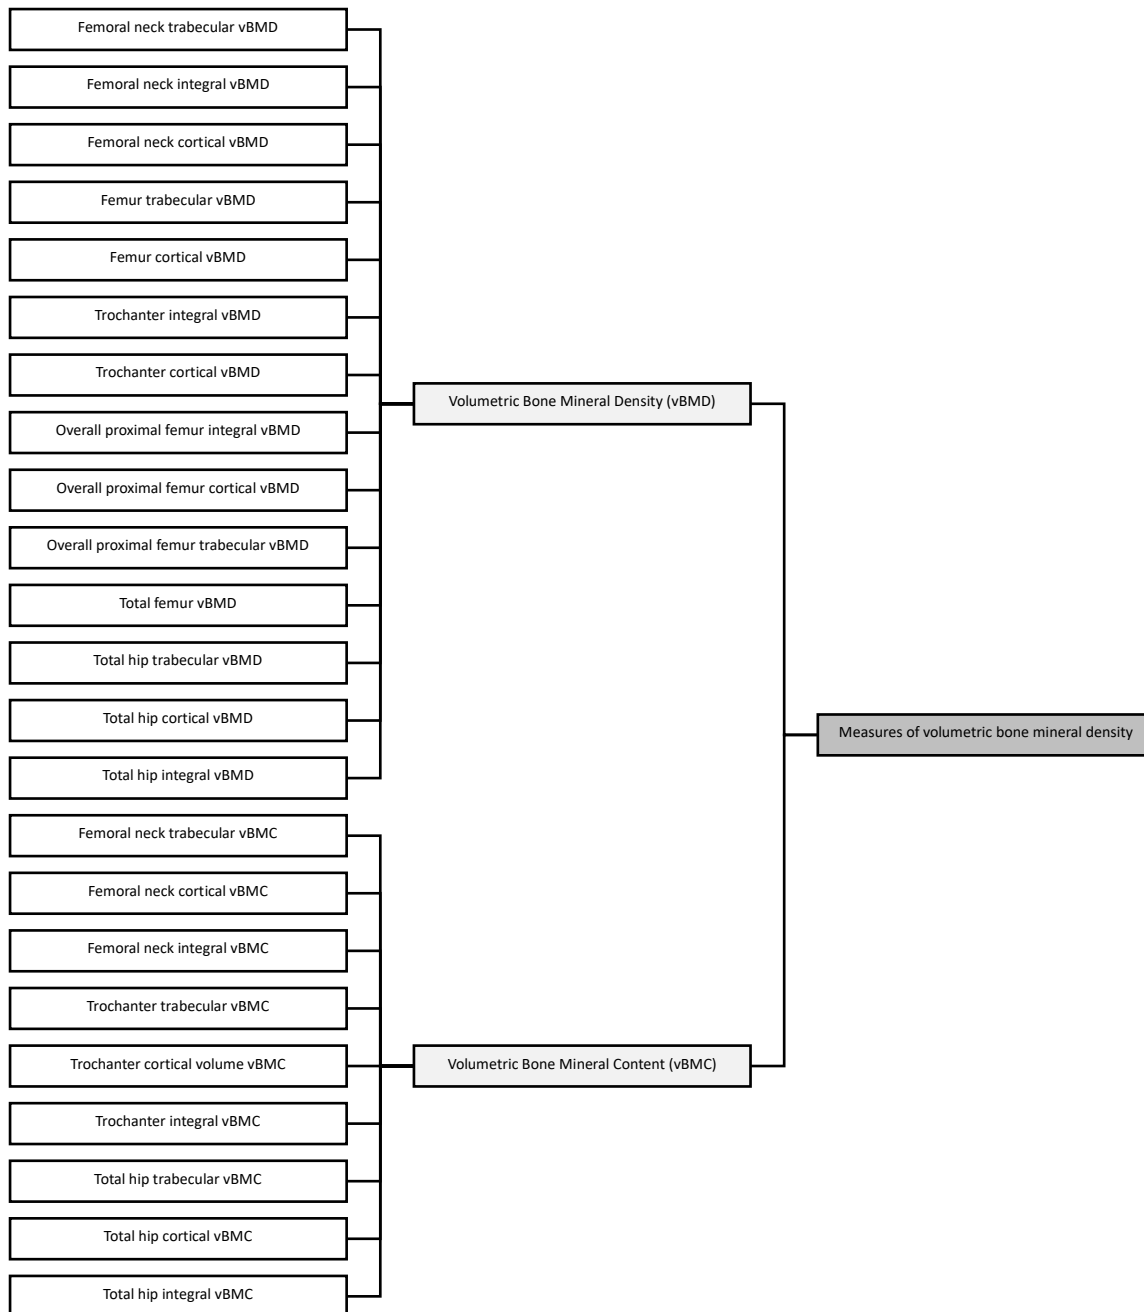 Femoral neck trabecular vBMD
Femoral neck integral vBMD
Femoral neck cortical vBMD
Femur trabecular vBMD
Femur cortical vBMD
Trochanter integral vBMD
Trochanter cortical vBMD
Overall proximal femur integral vBMD
Overall proximal femur cortical vBMD
Overall proximal femur trabecular vBMD
Total femur vBMD
Total hip trabecular vBMD
Total hip cortical vBMD
Total hip integral vBMD
Femoral neck trabecular vBMC
Femoral neck cortical vBMC
Femoral neck integral vBMC
Trochanter trabecular vBMC
Trochanter cortical volume vBMC
Trochanter integral vBMC
Total hip trabecular vBMC
Total hip cortical vBMC
Total hip integral vBMC
Volumetric Bone Mineral Density (vBMD)
Volumetric Bone Mineral Content (vBMC)
Measures of volumetric bone mineral density